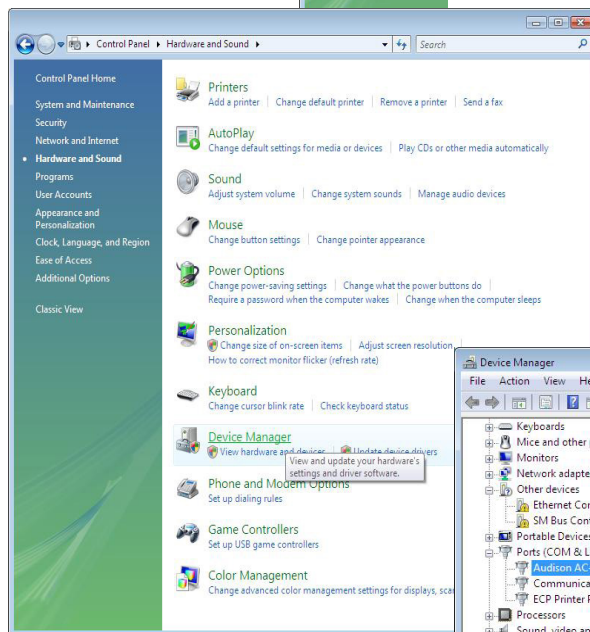 Control Panel ▸ Hardware and Sound ▸
Search
Control Panel Home
System and Maintenance
Security
Network and Internet
Hardware and Sound
Programs
User Accounts
Appearance and
Personalization
Clock, Language, and Region
Ease of Access
Additional Options
Classic View
Printers
Add a printer | Change default printer | Remove a printer | Send a fax
AutoPlay
Change default settings for media or devices | Play CDs or other media automatically
Sound
Adjust system volume | Change system sounds | Manage audio devices
Mouse
Change button settings | Change pointer appearance
Power Options
Change power-saving settings | Change what the power buttons do |
Require a password when the computer wakes | Change when the computer sleeps
Personalization
Change size of on-screen items | Adjust screen resolution
How to correct monitor flicker (refresh rate)
Keyboard
Change cursor blink rate | Check keyboard status
Device Manager
View hardware and devices | Update device drivers
View and update your hardware's
settings and driver software.
Phone and Modem Options
Set up dialing rules
Game Controllers
Set up USB game controllers
Color Management
Change advanced color management settings for displays, sca
Device Manager
File Action View He
Keyboards
Mice and other
Monitors
Network adapte
Other devices
Ethernet Con
SM Bus Cont
Portable Devices
Ports (COM & L
Audison AC-
Communica
ECP Printer P
Processors
Sound, video an